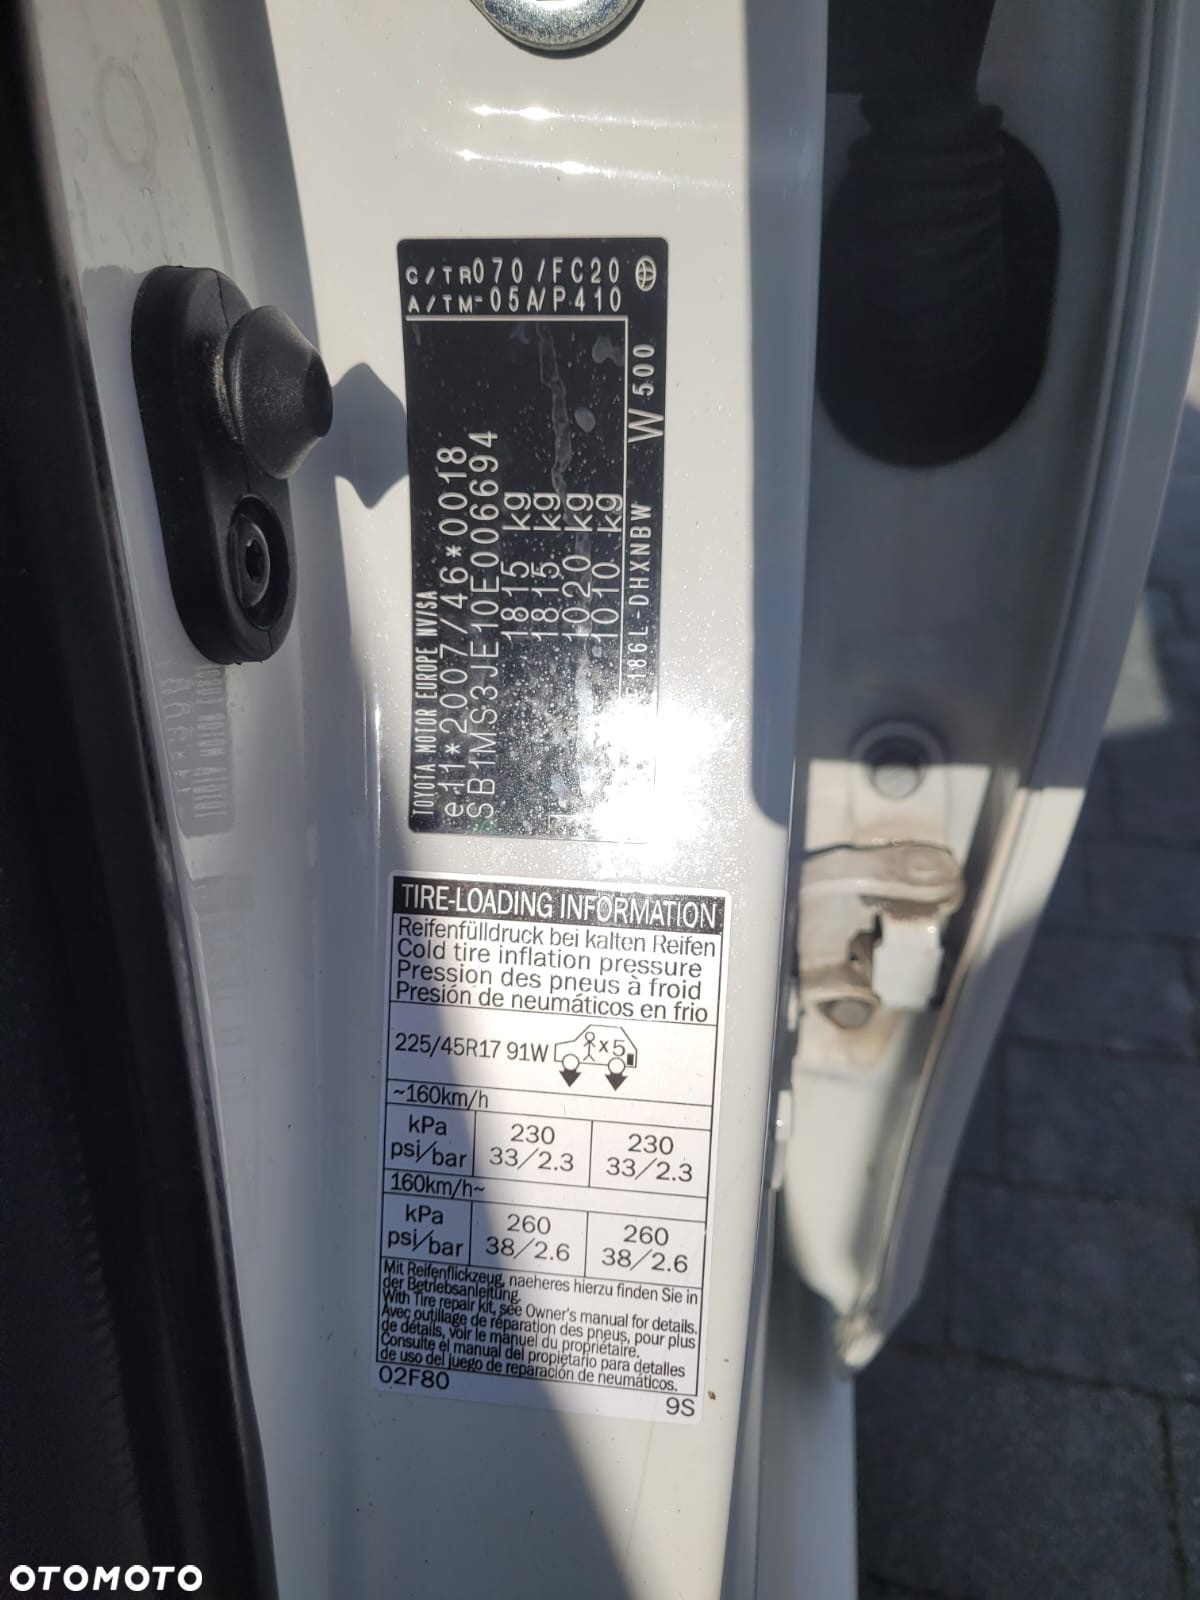 C/TR 070 /FC20
A/TM -05A/P410
TOYOTA MOTOR EUROPE NV/SA
e11*2007/46*0018
SB1MS3JE10E006694
1815 kg
1815 kg
1020 kg
1010 kg
186L-DHXNBW W 500
TIRE-LOADING INFORMATION
Reifenfülldruck bei kalten Reifen
Cold tire inflation pressure
Pression des pneus à froid
Presión de neumáticos en frio
225/45R17 91W x5
~160km/h
kPa 230 230
psi/bar 33/2.3 33/2.3
160km/h~
kPa 260 260
psi/bar 38/2.6 38/2.6
Mit Reifenflickzeug, naeheres hierzu finden Sie in
der Betriebsanleitung.
With Tire repair kit, see Owner's manual for details.
Avec outillage de réparation des pneus, pour plus
de détails, voir le manuel du propriétaire.
Consulte el manual del propietario para detalles
de uso del juego de reparación de neumáticos.
02F80
9S
OTOMOTO